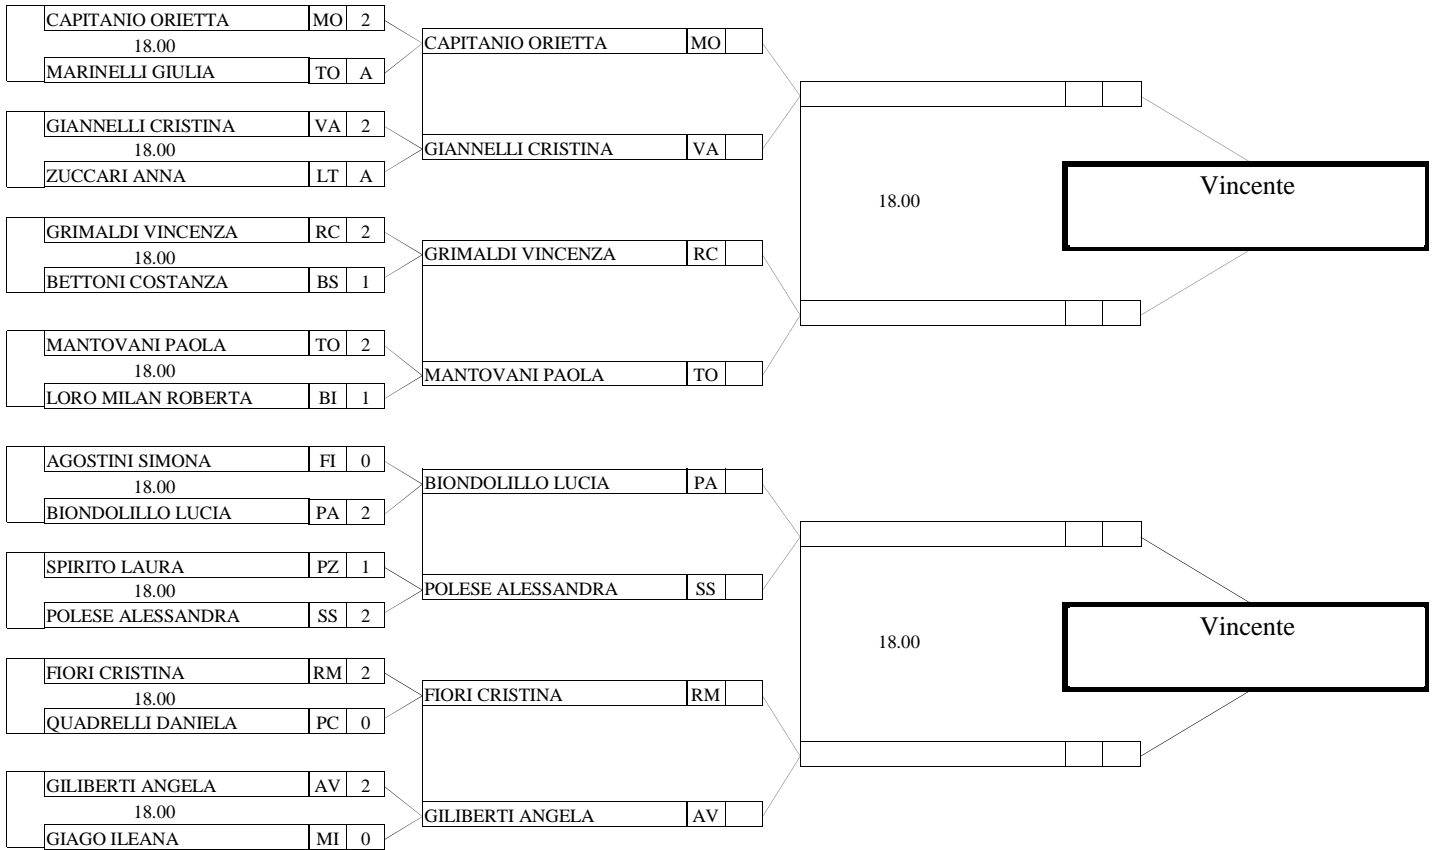 CAPITANIO ORIETTA MO 2
18.00
MARINELLI GIULIA TO A
GIANNELLI CRISTINA VA 2
18.00
ZUCCARI ANNA LT A
GRIMALDI VINCENZA RC 2
18.00
BETTONI COSTANZA BS 1
MANTOVANI PAOLA TO 2
18.00
LORO MILAN ROBERTA BI 1
AGOSTINI SIMONA FI 0
18.00
BIONDOLILLO LUCIA PA 2
SPIRITO LAURA PZ 1
18.00
POLESE ALESSANDRA SS 2
FIORI CRISTINA RM 2
18.00
QUADRELLI DANIELA PC 0
GILIBERTI ANGELA AV 2
18.00
GIAGO ILEANA MI 0
CAPITANIO ORIETTA MO
GIANNELLI CRISTINA VA
GRIMALDI VINCENZA RC
MANTOVANI PAOLA TO
BIONDOLILLO LUCIA PA
POLESE ALESSANDRA SS
FIORI CRISTINA RM
GILIBERTI ANGELA AV
18.00
18.00
Vincente
Vincente